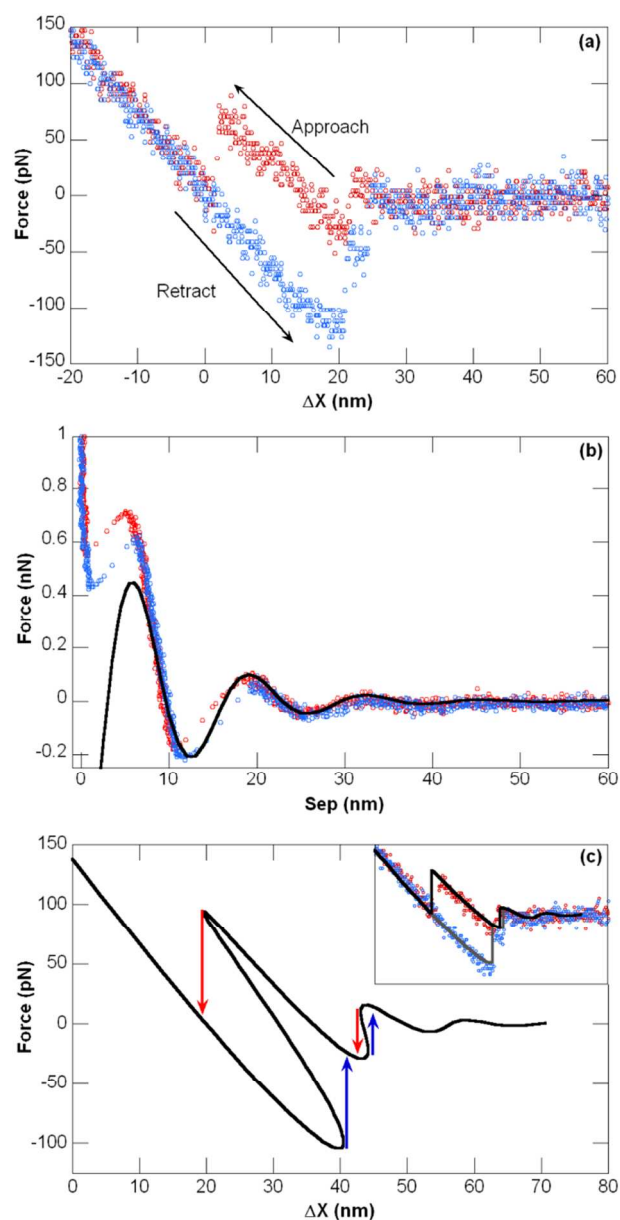 150
(a)
100
Approach
50
Force (pN)
0
-50
Retract
-100
-150
-20 -10 0 10 20 30 40 50 60
ΔX (nm)
1
(b)
0.8
0.6
Force (nN)
0.4
0.2
0
-0.2
0 10 20 30 40 50 60
Sep (nm)
150
(c)
100
50
Force (pN)
0
-50
-100
0 10 20 30 40 50 60 70 80
ΔX (nm)